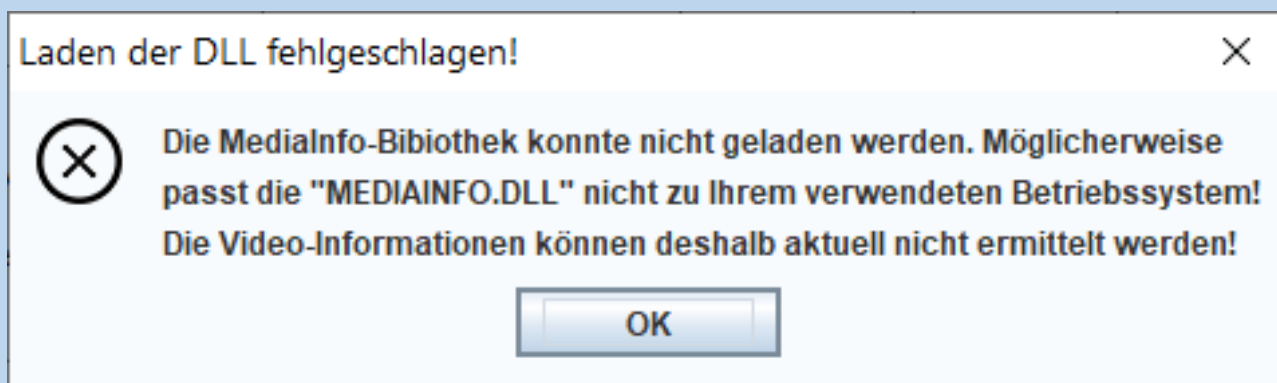 Laden der DLL fehlgeschlagen!
Die MediaInfo-Bibiothek konnte nicht geladen werden. Möglicherweise
passt die "MEDIAINFO.DLL" nicht zu Ihrem verwendeten Betriebssystem!
Die Video-Informationen können deshalb aktuell nicht ermittelt werden!
OK